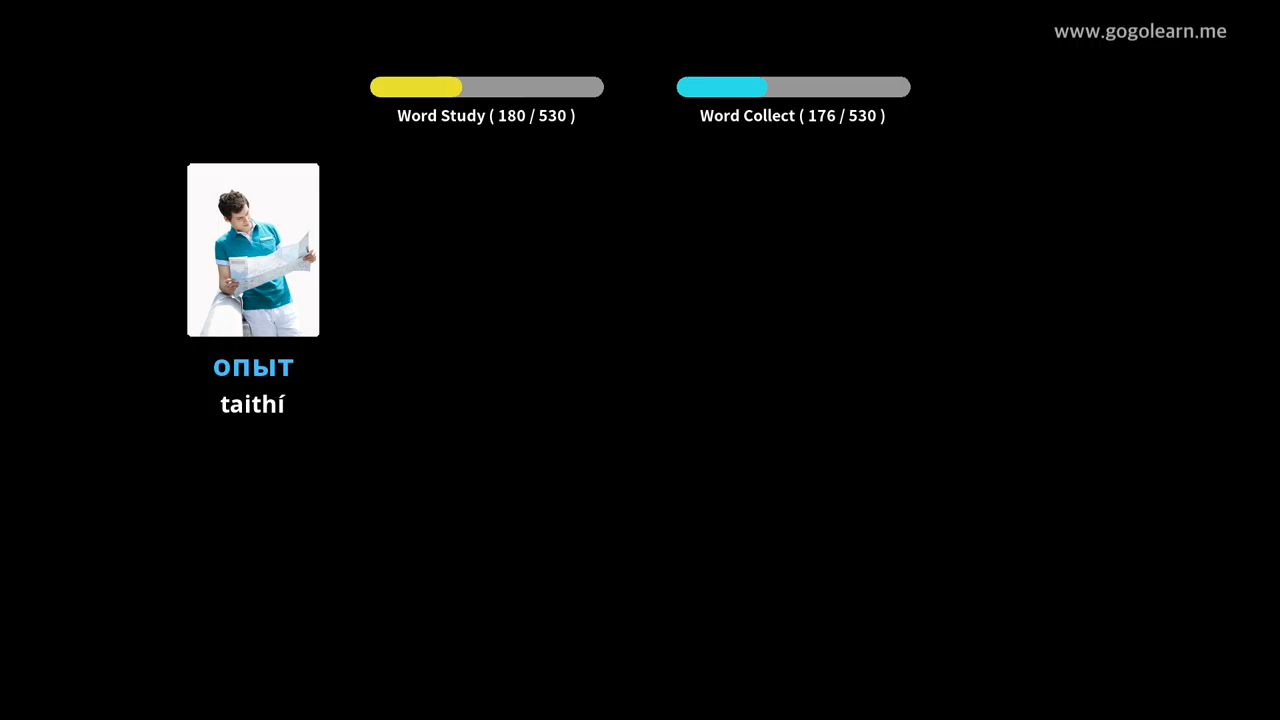 www.gogolearn.me
Word Study ( 180 / 530 )
Word Collect ( 176 / 530 )
опыт
taithí